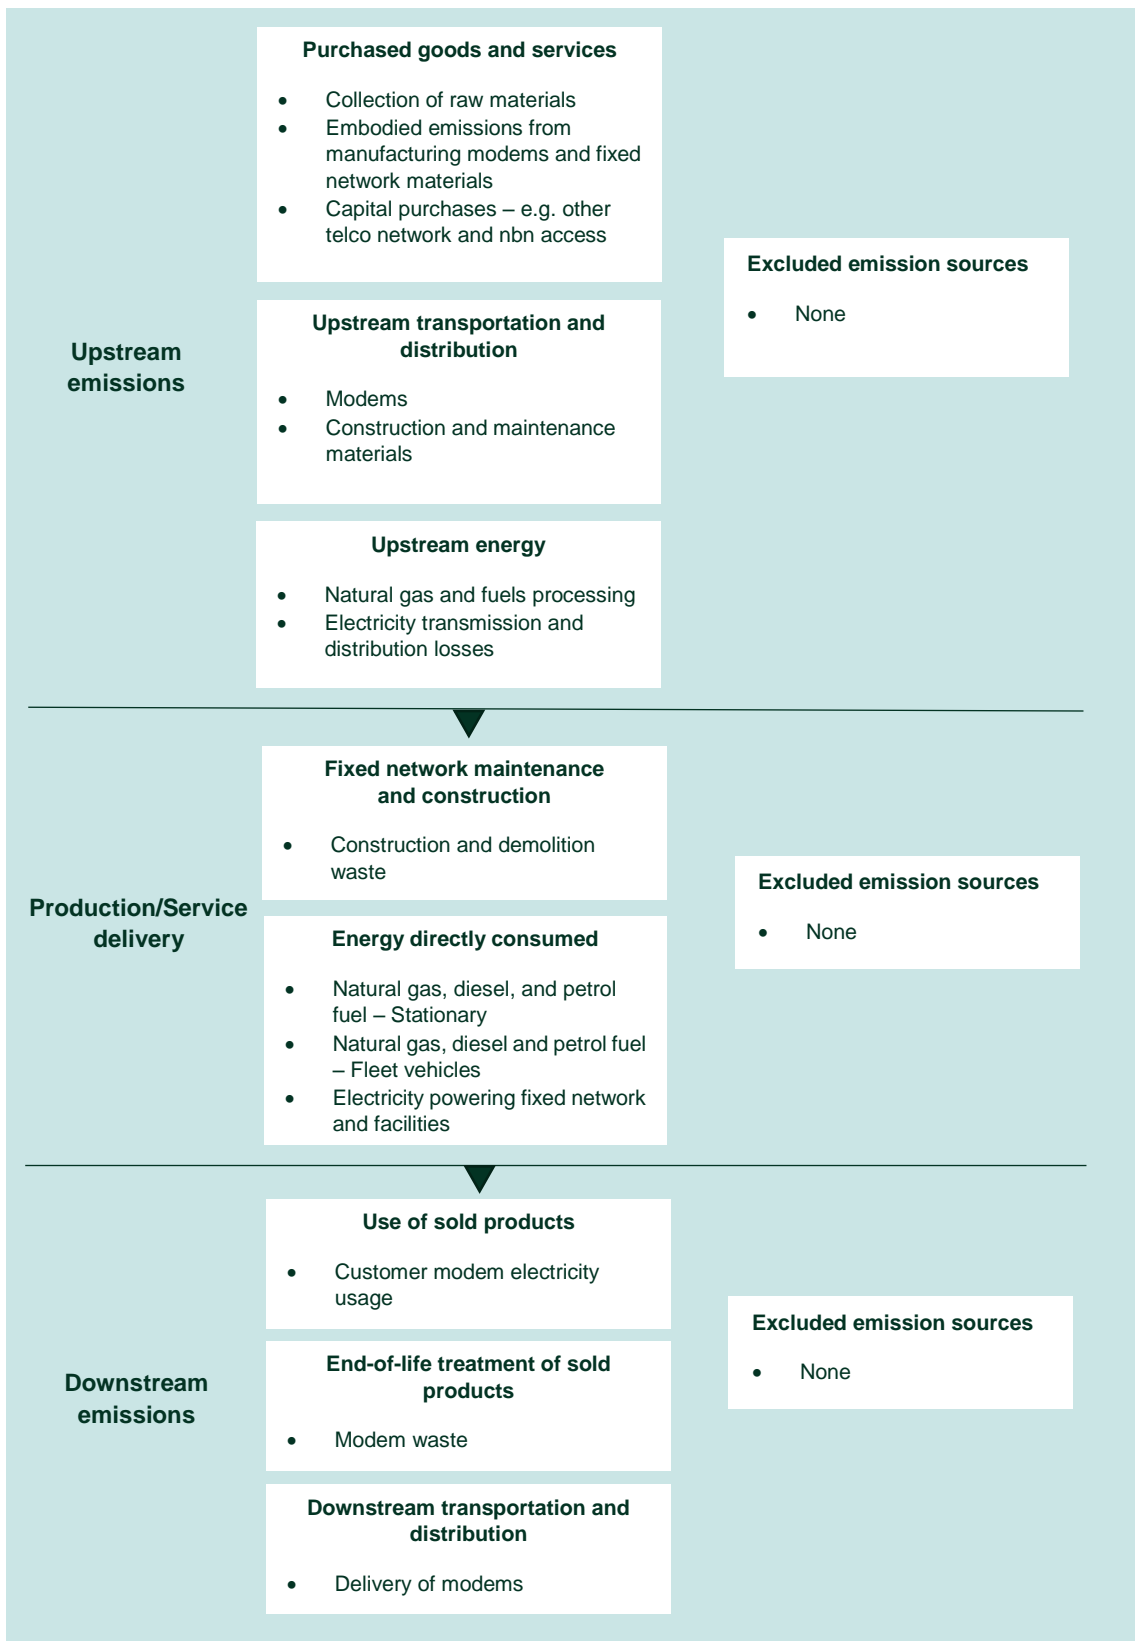 Upstream
emissions
Purchased goods and services
• Collection of raw materials
• Embodied emissions from
manufacturing modems and fixed
network materials
• Capital purchases – e.g. other
telco network and nbn access
Upstream transportation and
distribution
• Modems
• Construction and maintenance
materials
Upstream energy
• Natural gas and fuels processing
• Electricity transmission and
distribution losses
Excluded emission sources
• None
Production/Service
delivery
Fixed network maintenance
and construction
• Construction and demolition
waste
Energy directly consumed
• Natural gas, diesel, and petrol
fuel – Stationary
• Natural gas, diesel and petrol fuel
– Fleet vehicles
• Electricity powering fixed network
and facilities
Excluded emission sources
• None
Downstream
emissions
Use of sold products
• Customer modem electricity
usage
End-of-life treatment of sold
products
• Modem waste
Downstream transportation and
distribution
• Delivery of modems
Excluded emission sources
• None